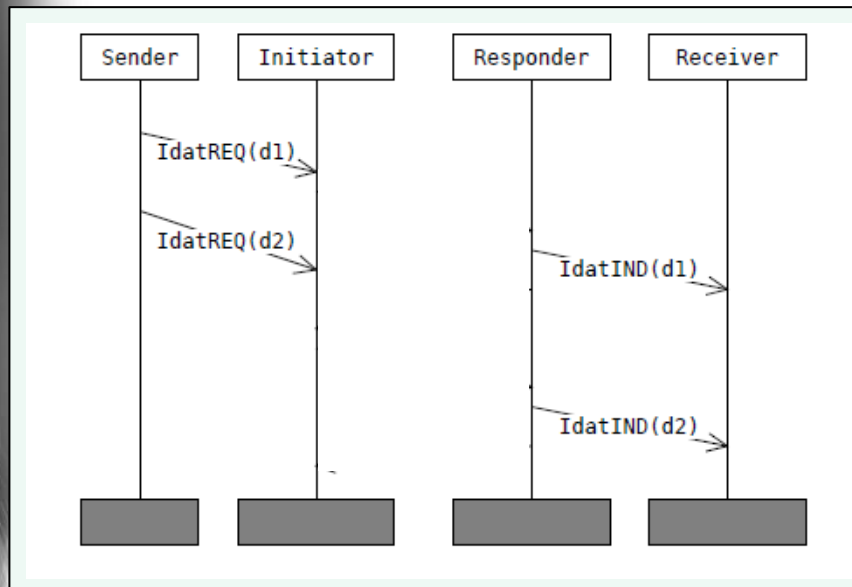 Sender Initiator Responder Receiver
IdatREQ(d1)
IdatREQ(d2)
IdatIND(d1)
IdatIND(d2)